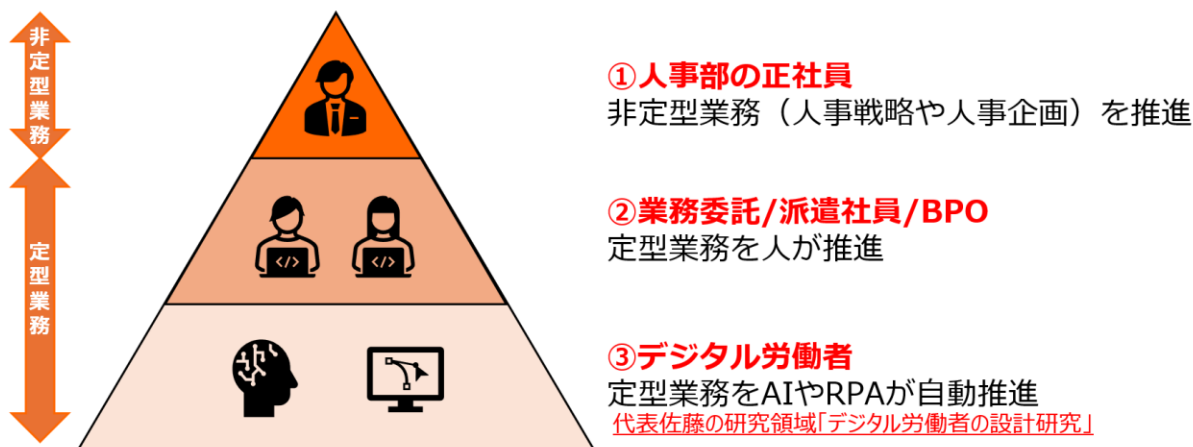 非定型業務
定型業務
①人事部の正社員
非定型業務（人事戦略や人事企画）を推進
②業務委託/派遣社員/BPO
定型業務を人が推進
</>
</>
③デジタル労働者
定型業務をAIやRPAが自動推進
代表佐藤の研究領域「デジタル労働者の設計研究」